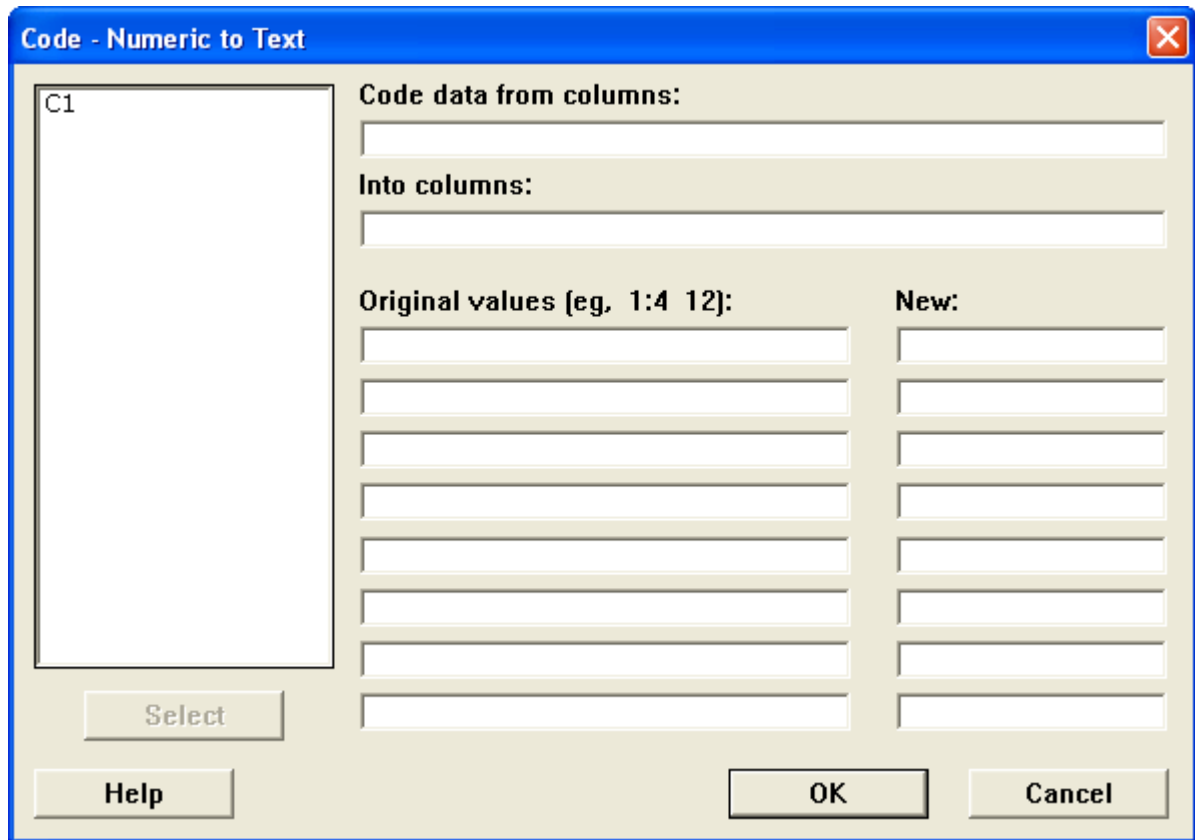 Code - Numeric to Text
C1
Code data from columns:
Into columns:
Original values (eg, 1:4 12):
New:
Select
Help
OK
Cancel